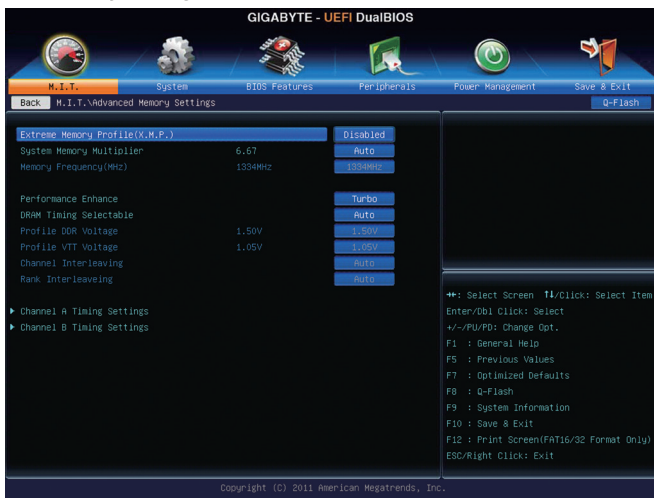 GIGABYTE - UEFI DualBIOS
M.I.T. System BIOS Features Peripherals Power Management Save & Exit
Back M.I.T.\Advanced Memory Settings Q-Flash
Extreme Memory Profile(X.M.P.) Disabled
System Memory Multiplier 6.67 Auto
Memory Frequency(MHz) 1334MHz 1334MHz
Performance Enhance Turbo
DRAM Timing Selectable Auto
Profile DDR Voltage 1.50V 1.50V
Profile VTT Voltage 1.05V 1.05V
Channel Interleaving Auto
Rank Interleaveing Auto
Channel A Timing Settings
Channel B Timing Settings
→←: Select Screen ↑↓/Click: Select Item
Enter/Dbl Click: Select
+/-/PU/PD: Change Opt.
F1 : General Help
F5 : Previous Values
F7 : Optimized Defaults
F8 : Q-Flash
F9 : System Information
F10 : Save & Exit
F12 : Print Screen(FAT16/32 Format Only)
ESC/Right Click: Exit
Copyright (C) 2011 American Megatrends, Inc.